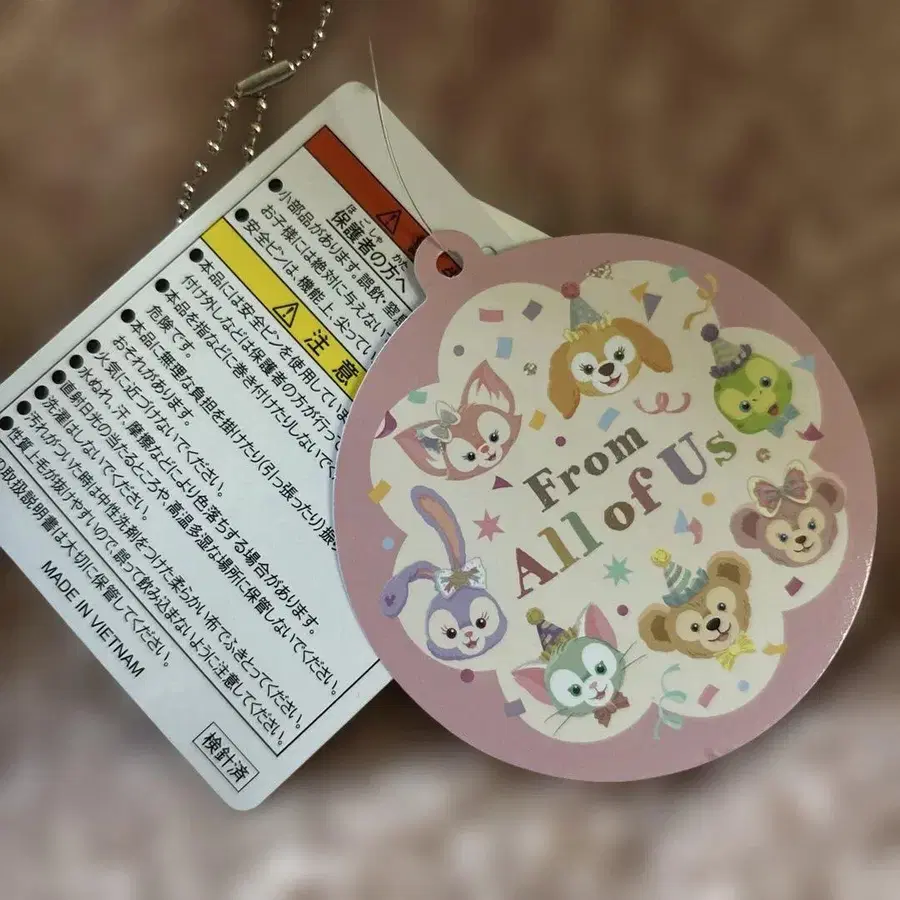 警
ほごしゃ かた
保護者の方へ
●小部品があります。誤飲・窒息
お子様には絶対に与えない
●安全ピンは、機能上、尖ってい
注 意
●本品には安全ピンを使用してい
付け外しなどは保護者の方が行っ
●本品を指などに巻き付けたりしないで
危険です。
●本品に無理な負担を掛けたり(引っ張ったり)振
おそれがあります。
●火気に近づけないでください。
●水ぬれ、汗、摩擦などにより色落ちする場合があります。
●直射日光の当たるところや高温多湿な場所に保管しないでください。
●洗濯はしないでください。
●汚れがついた時は中性洗剤をつけた柔らかい布でふきとってください。
●性質上毛が抜けやすいので、誤って飲み込まないように注意してください。
取扱説明書は大切に保管してください。
MADE IN VIETNAM
検針済
From
All of Us